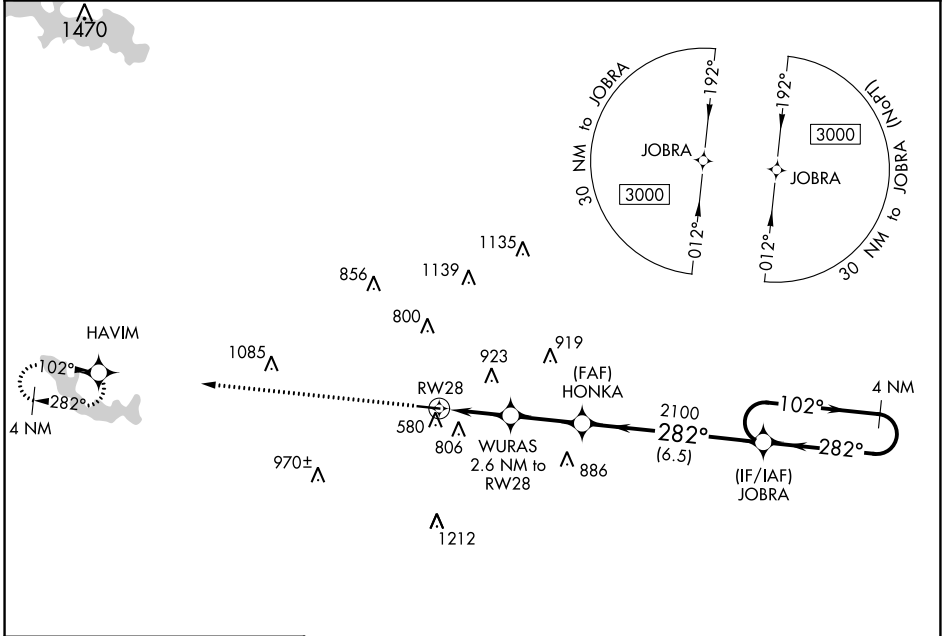 1470
30 NM to JOBRA
192°
JOBRA
3000
012°
192°
3000
JOBRA
012°
30 NM to JOBRA (NoPT)
1135
1139
856
800
HAVIM
102°
282°
4 NM
1085
923
919
(FAF)
HONKA
RW28
580
806
WURAS
2.6 NM to
RW28
2100
282°
(6.5)
886
102°
4 NM
282°
(IF/IAF)
JOBRA
970±
1212